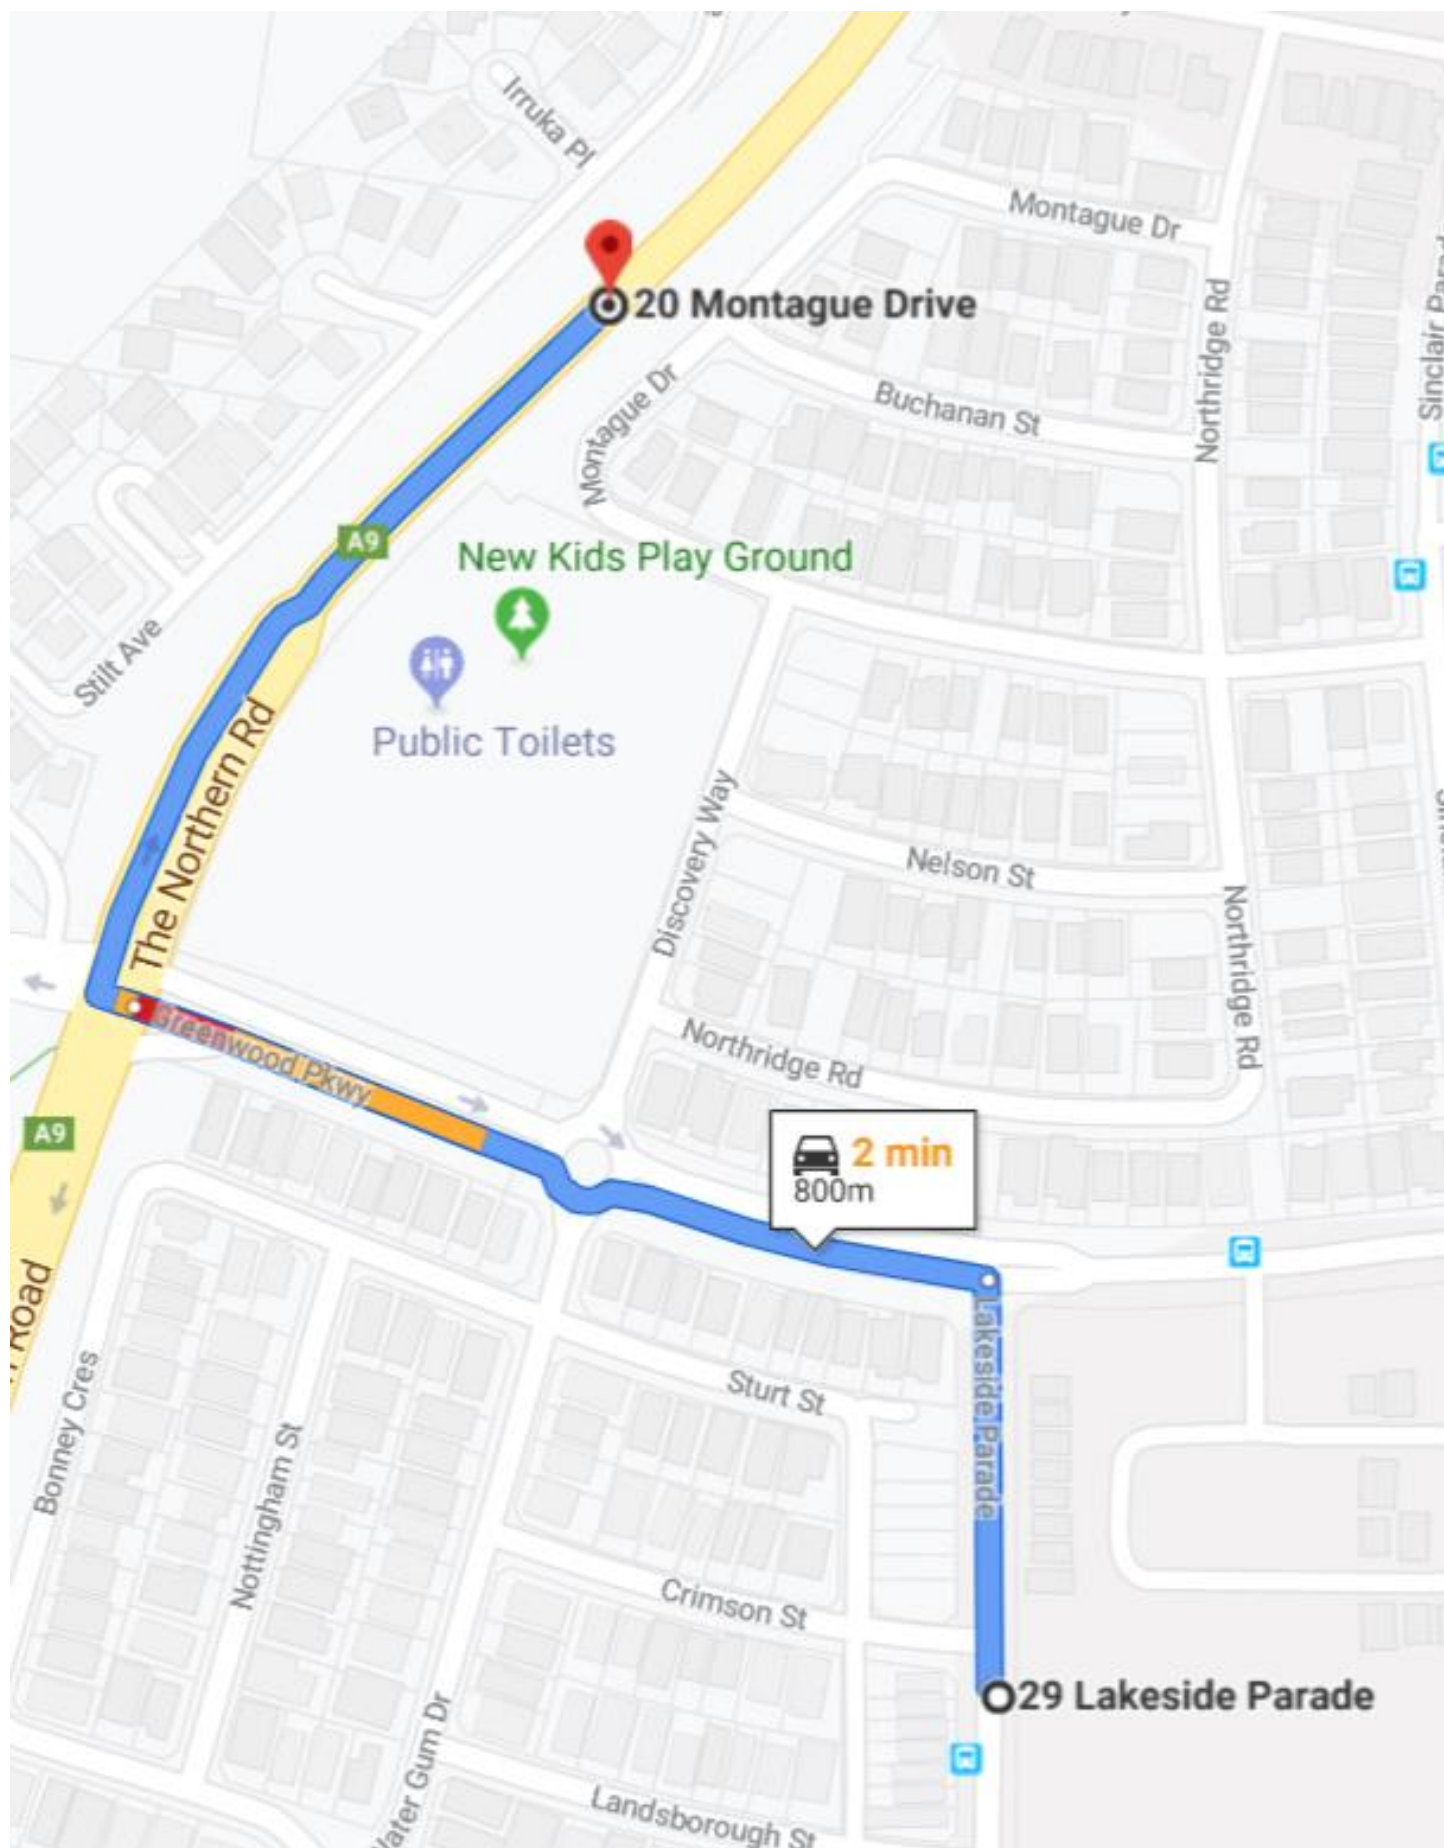 Irruka Pl
Montague Dr
20 Montague Drive
Northridge Rd
Montague Dr
Buchanan St
A9
New Kids Play Ground
Stilt Ave
Public Toilets
The Northern Rd
Discovery Way
Nelson St
Northridge Rd
Greenwood Pkwy
Northridge Rd
A9
2 min
800m
Road
Lakeside Parade
Bonney Cres
Sturt St
Nottingham St
Crimson St
29 Lakeside Parade
Gum Dr
Landsborough St